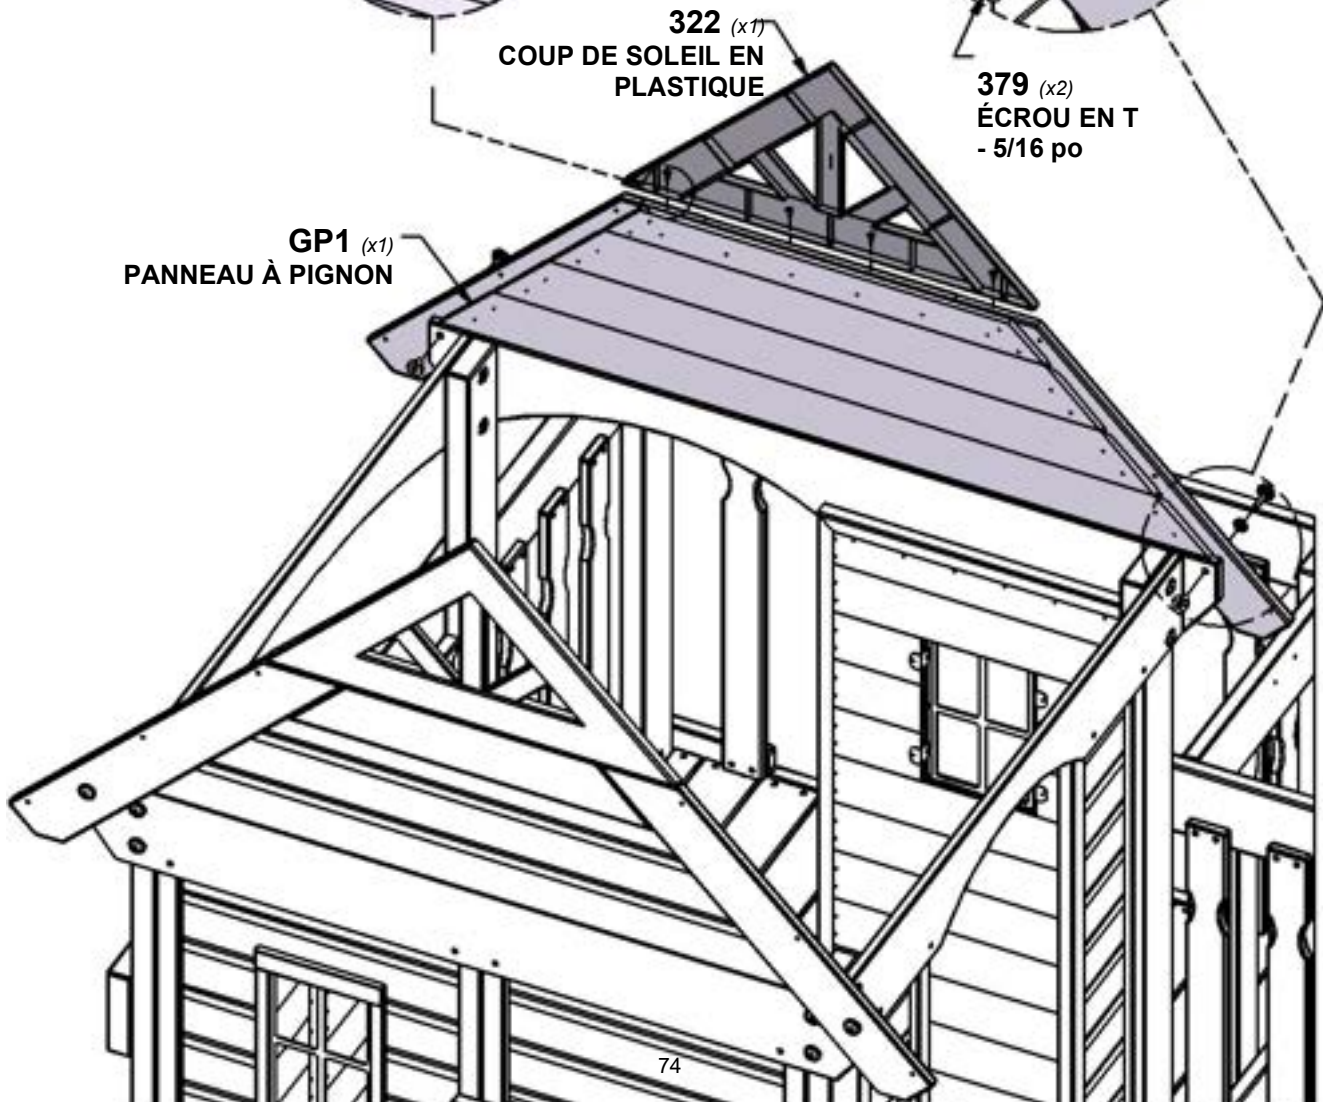 322 (x1)
COUP DE SOLEIL EN
PLASTIQUE
379 (x2)
ÉCROU EN T
- 5/16 po
GP1 (x1)
PANNEAU À PIGNON
74